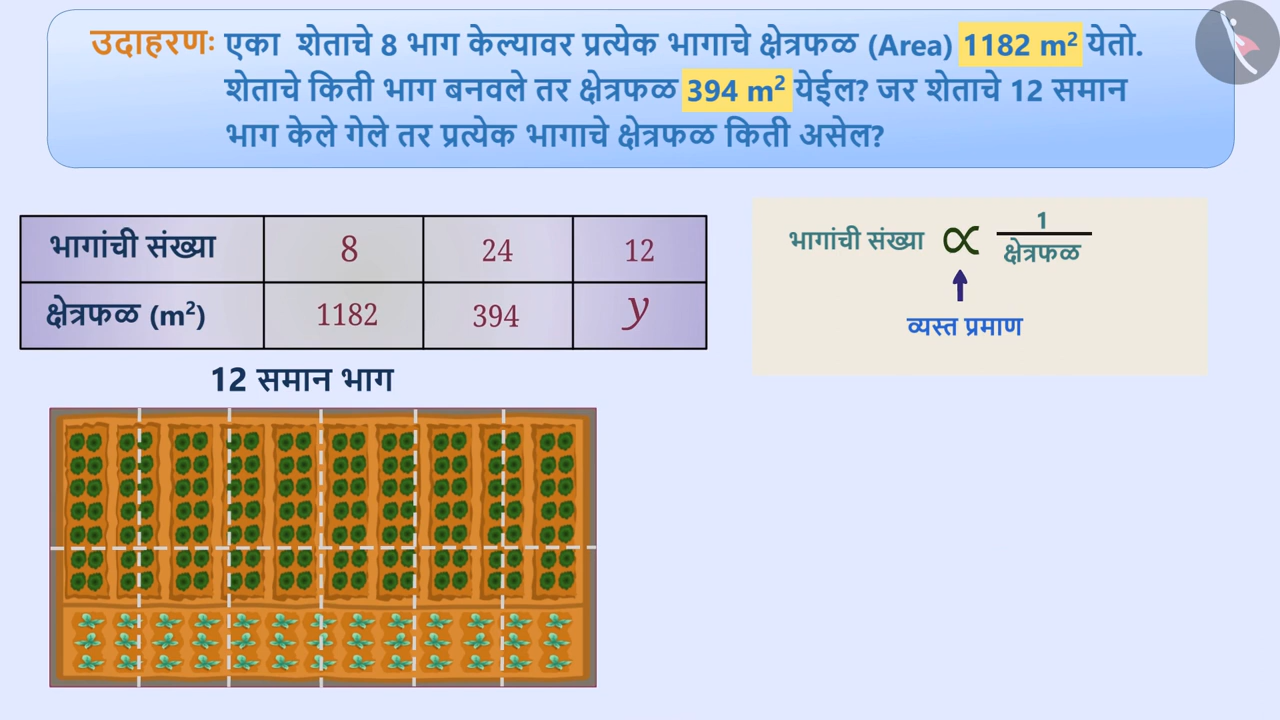 उदाहरणः एका शेताचे 8 भाग केल्यावर प्रत्येक भागाचे क्षेत्रफळ (Area) 1182 m² येतो.
शेताचे किती भाग बनवले तर क्षेत्रफळ 394 m² येईल? जर शेताचे 12 समान
भाग केले गेले तर प्रत्येक भागाचे क्षेत्रफळ किती असेल?
भागांची संख्या 8 24 12
क्षेत्रफळ (m²) 1182 394 y
भागांची संख्या ∝ 1/क्षेत्रफळ
व्यस्त प्रमाण
12 समान भाग